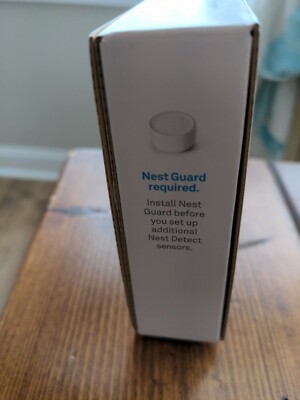 Nest Guard
required.
Install Nest
Guard before
you set up
additional
Nest Detect
sensors.